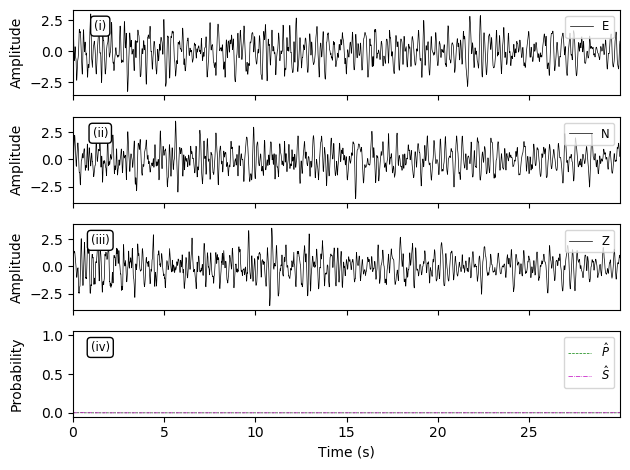 (i)
E
2.5
0.0
−2.5
Amplitude
(ii)
N
2.5
0.0
−2.5
Amplitude
(iii)
Z
2.5
0.0
−2.5
Amplitude
(iv)
P̂
Ŝ
1.0
0.5
0.0
Probability
0 5 10 15 20 25
Time (s)